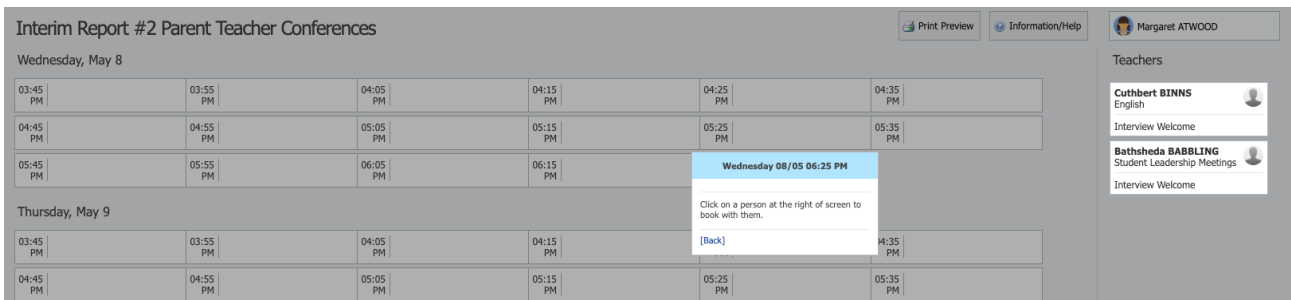 Interim Report #2 Parent Teacher Conferences
Print Preview
Information/Help
Margaret ATWOOD
Wednesday, May 8
03:45 PM
03:55 PM
04:05 PM
04:15 PM
04:25 PM
04:35 PM
04:45 PM
04:55 PM
05:05 PM
05:15 PM
05:25 PM
05:35 PM
05:45 PM
05:55 PM
06:05 PM
06:15 PM
Wednesday 08/05 06:25 PM
Click on a person at the right of screen to
book with them.
[Back]
Thursday, May 9
03:45 PM
03:55 PM
04:05 PM
04:15 PM
04:35 PM
04:45 PM
04:55 PM
05:05 PM
05:15 PM
05:25 PM
05:35 PM
Teachers
Cuthbert BINNS
English
Interview Welcome
Bathsheda BABBLING
Student Leadership Meetings
Interview Welcome